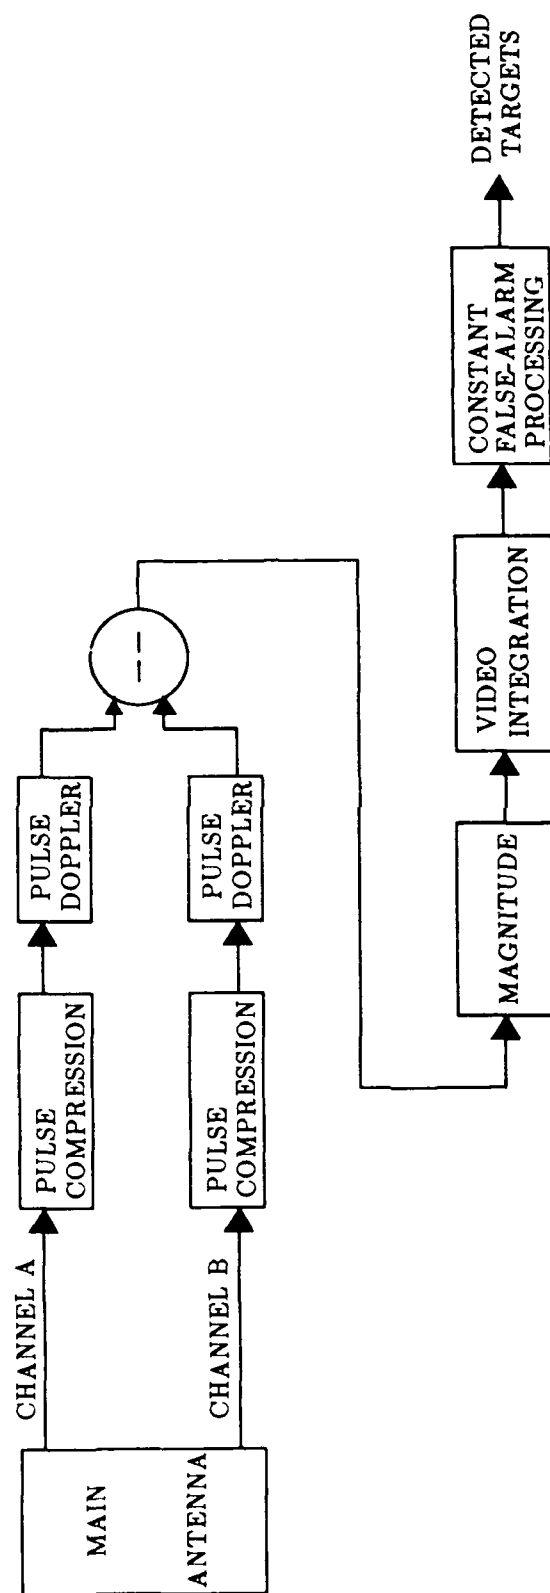 MAIN
ANTENNA
CHANNEL A
PULSE
COMPRESSION
PULSE
DOPPLER
CHANNEL B
PULSE
COMPRESSION
PULSE
DOPPLER
MAGNITUDE
VIDEO
INTEGRATION
CONSTANT
FALSE-ALARM
PROCESSING
DETECTED
TARGETS